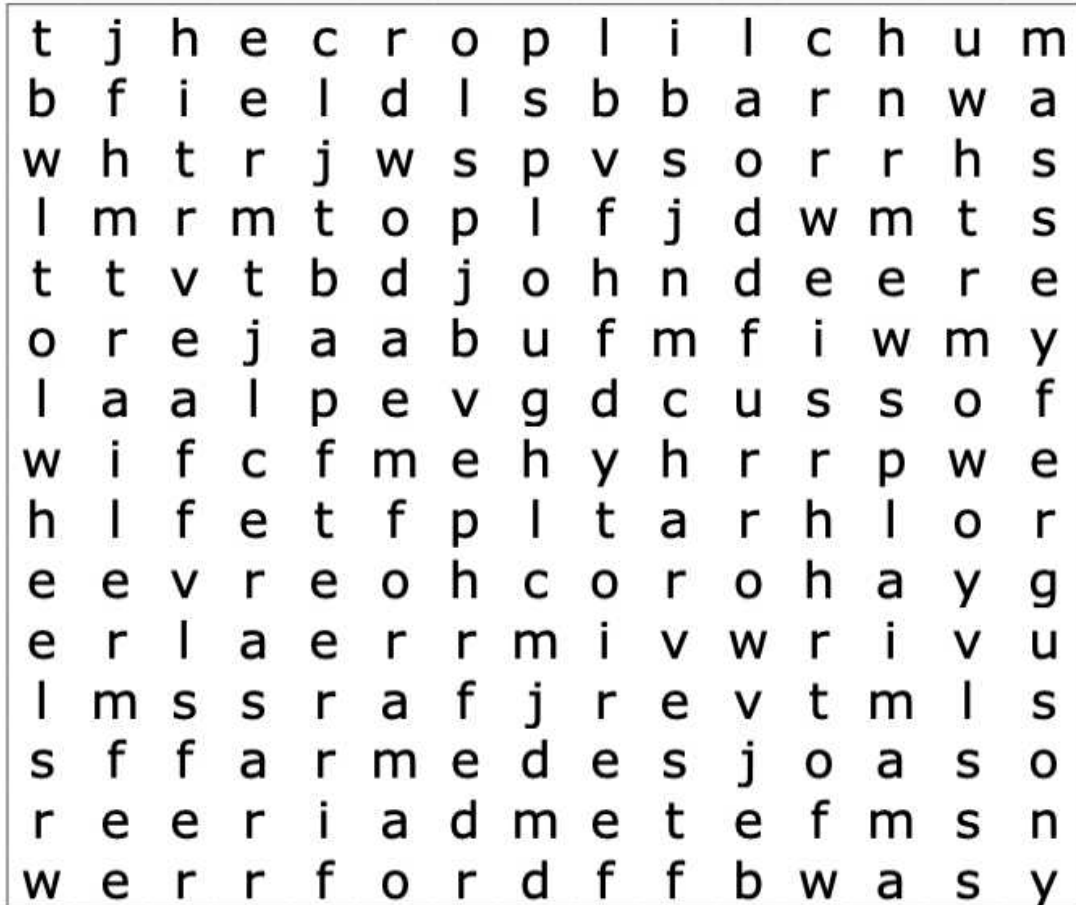 t j h e c r o p l i l c h u m
b f i e l d l s b b a r n w a
w h t r j w s p v s o r r h s
l m r m t o p l f j d w m t s
t t v t b d j o h n d e e r e
o r e j a a b u f m f i w m y
l a a l p e v g d c u s s o f
w i f c f m e h y h r r p w e
h l f e t f p l t a r h l o r
e e v r e o h c o r o h a y g
e r l a e r r m i v w r i v u
l m s s r a f j r e v t m l s
s f f a r m e d e s j o a s o
r e e r i a d m e t e f m s n
w e r r f o r d f f b w a s y